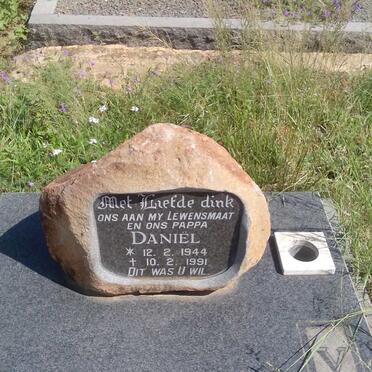 Met Liefde dink
ONS AAN MY LEWENSMAAT
EN ONS PAPPA
DANIËL
* 12. 2. 1944
† 10. 2. 1991
DIT WAS U WIL